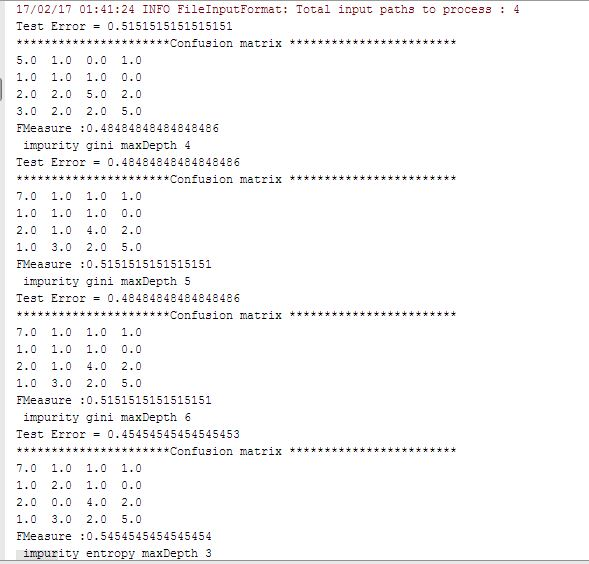 17/02/17 01:41:24 INFO FileInputFormat: Total input paths to process : 4
Test Error = 0.5151515151515151
**********************Confusion matrix ************************
5.0 1.0 0.0 1.0
1.0 1.0 1.0 0.0
2.0 2.0 5.0 2.0
3.0 2.0 2.0 5.0
FMeasure :0.48484848484848486
impurity gini maxDepth 4
Test Error = 0.48484848484848486
**********************Confusion matrix ************************
7.0 1.0 1.0 1.0
1.0 1.0 1.0 0.0
2.0 1.0 4.0 2.0
1.0 3.0 2.0 5.0
FMeasure :0.5151515151515151
impurity gini maxDepth 5
Test Error = 0.48484848484848486
**********************Confusion matrix ************************
7.0 1.0 1.0 1.0
1.0 1.0 1.0 0.0
2.0 1.0 4.0 2.0
1.0 3.0 2.0 5.0
FMeasure :0.5151515151515151
impurity gini maxDepth 6
Test Error = 0.45454545454545453
**********************Confusion matrix ************************
7.0 1.0 1.0 1.0
1.0 2.0 1.0 0.0
2.0 0.0 4.0 2.0
1.0 3.0 2.0 5.0
FMeasure :0.5454545454545454
impurity entropy maxDepth 3